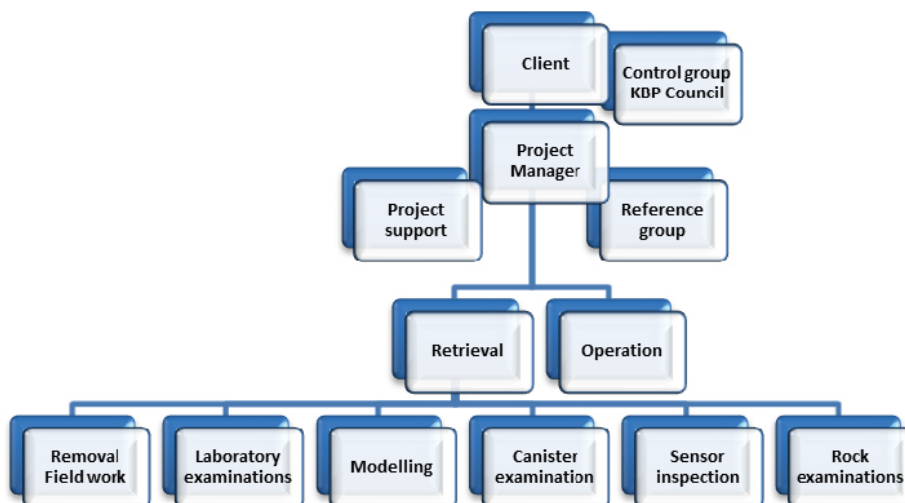 Client
Control group
KBP Council
Project
Manager
Project
support
Reference
group
Retrieval
Operation
Removal
Field work
Laboratory
examinations
Modelling
Canister
examination
Sensor
inspection
Rock
examinations